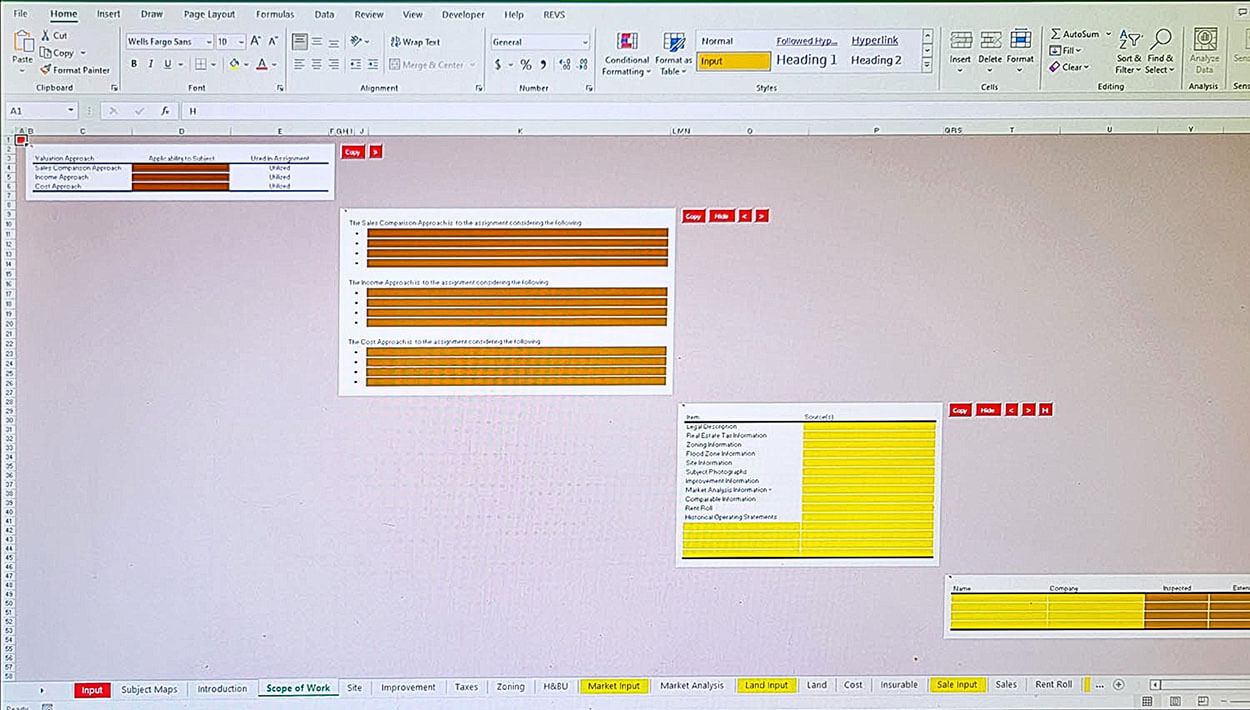 File Home Insert Draw Page Layout Formulas Data Review View Developer Help REVS
Paste
Cut
Copy
Format Painter
Clipboard
Wells Fargo Sans 10 A A
B I U A
Font
Wrap Text
Merge & Center
Alignment
General
$ % ,
Number
Conditional Formatting
Format as Table
Normal Followed Hyp... Hyperlink
Input Heading 1 Heading 2
Styles
Insert Delete Format
Cells
AutoSum
Fill
Clear
Sort & Filter
Find & Select
Editing
Analyze Data
Analysis
A1 fx H
Valuation Approach Applicability to Subject Used in Assignment
Sales Comparison Approach Utilized
Income Approach Utilized
Cost Approach Utilized
Copy >
The Sales Comparison Approach is to the assignment considering the following
Copy Hide < >
The Income Approach is to the assignment considering the following
The Cost Approach is to the assignment considering the following
Item Source(s)
Copy Hide < > H
Legal Description
Real Estate Tax Information
Zoning Information
Flood Zone Information
Site Information
Subject Photographs
Improvement Information
Market Analysis Information
Comparable Information
Rent Roll
Historical Operating Statements
Name Company Inspected Exten
Input Subject Maps Introduction Scope of Work Site Improvement Taxes Zoning H&BU Market Input Market Analysis Land Input Land Cost Insurable Sale Input Sales Rent Roll ...
Ready